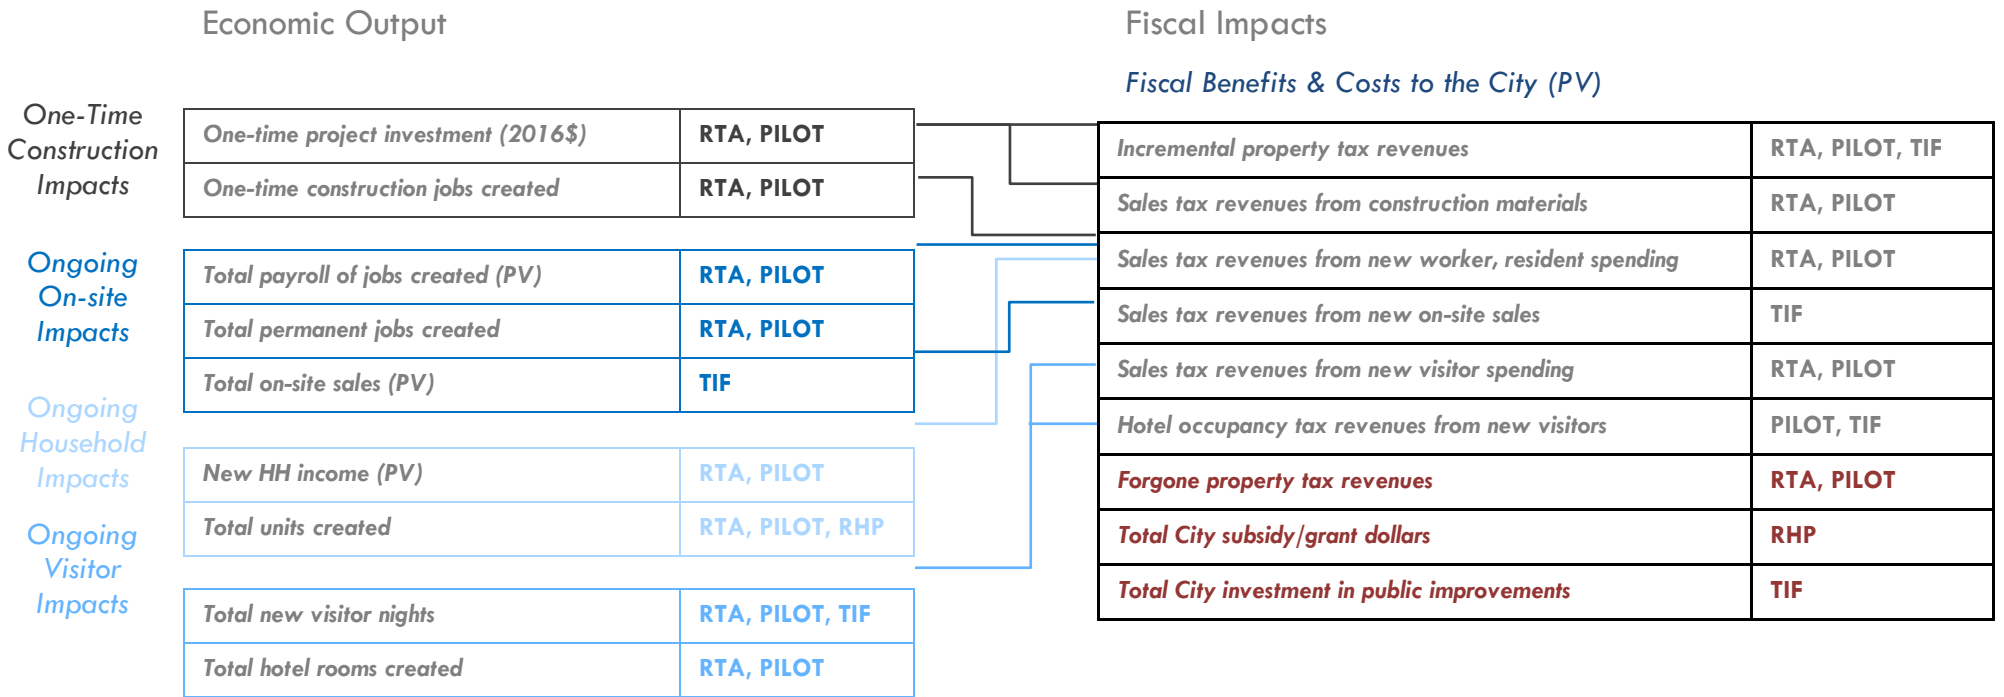 Economic Output
Fiscal Impacts
Fiscal Benefits & Costs to the City (PV)
One-Time
Construction
Impacts
One-time project investment (2016$) RTA, PILOT
One-time construction jobs created RTA, PILOT
Ongoing
On-site
Impacts
Total payroll of jobs created (PV) RTA, PILOT
Total permanent jobs created RTA, PILOT
Total on-site sales (PV) TIF
Ongoing
Household
Impacts
New HH income (PV) RTA, PILOT
Total units created RTA, PILOT, RHP
Ongoing
Visitor
Impacts
Total new visitor nights RTA, PILOT, TIF
Total hotel rooms created RTA, PILOT
Incremental property tax revenues RTA, PILOT, TIF
Sales tax revenues from construction materials RTA, PILOT
Sales tax revenues from new worker, resident spending RTA, PILOT
Sales tax revenues from new on-site sales TIF
Sales tax revenues from new visitor spending RTA, PILOT
Hotel occupancy tax revenues from new visitors PILOT, TIF
Forgone property tax revenues RTA, PILOT
Total City subsidy/grant dollars RHP
Total City investment in public improvements TIF